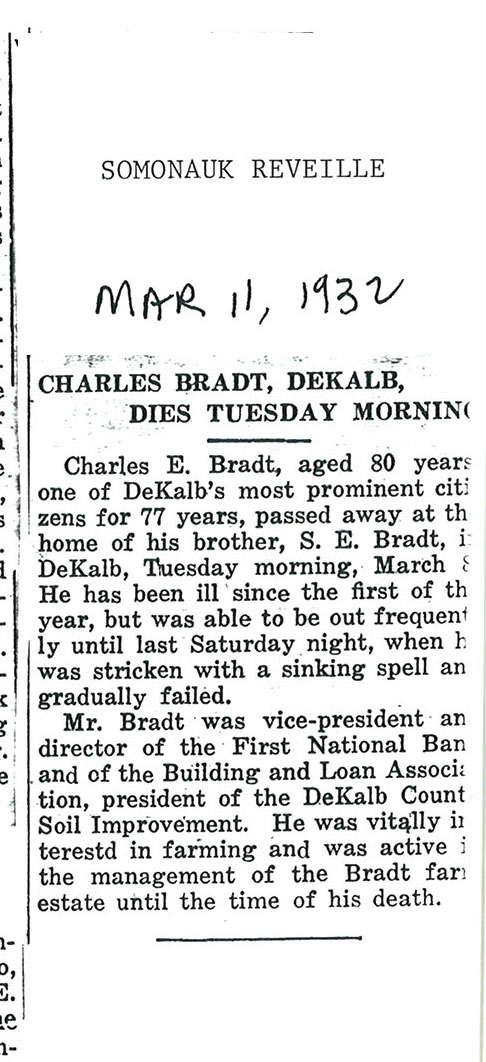 SOMONAUK REVEILLE
MAR 11, 1932
CHARLES BRADT, DEKALB,
DIES TUESDAY MORNIN
Charles E. Bradt, aged 80 years
one of DeKalb's most prominent citi
zens for 77 years, passed away at th
home of his brother, S. E. Bradt, i
DeKalb, Tuesday morning, March
He has been ill since the first of th
year, but was able to be out frequent
ly until last Saturday night, when h
was stricken with a sinking spell an
gradually failed.
Mr. Bradt was vice-president an
director of the First National Ban
and of the Building and Loan Associa
tion, president of the DeKalb Count
Soil Improvement. He was vitally in
terestd in farming and was active i
the management of the Bradt farm
estate until the time of his death.